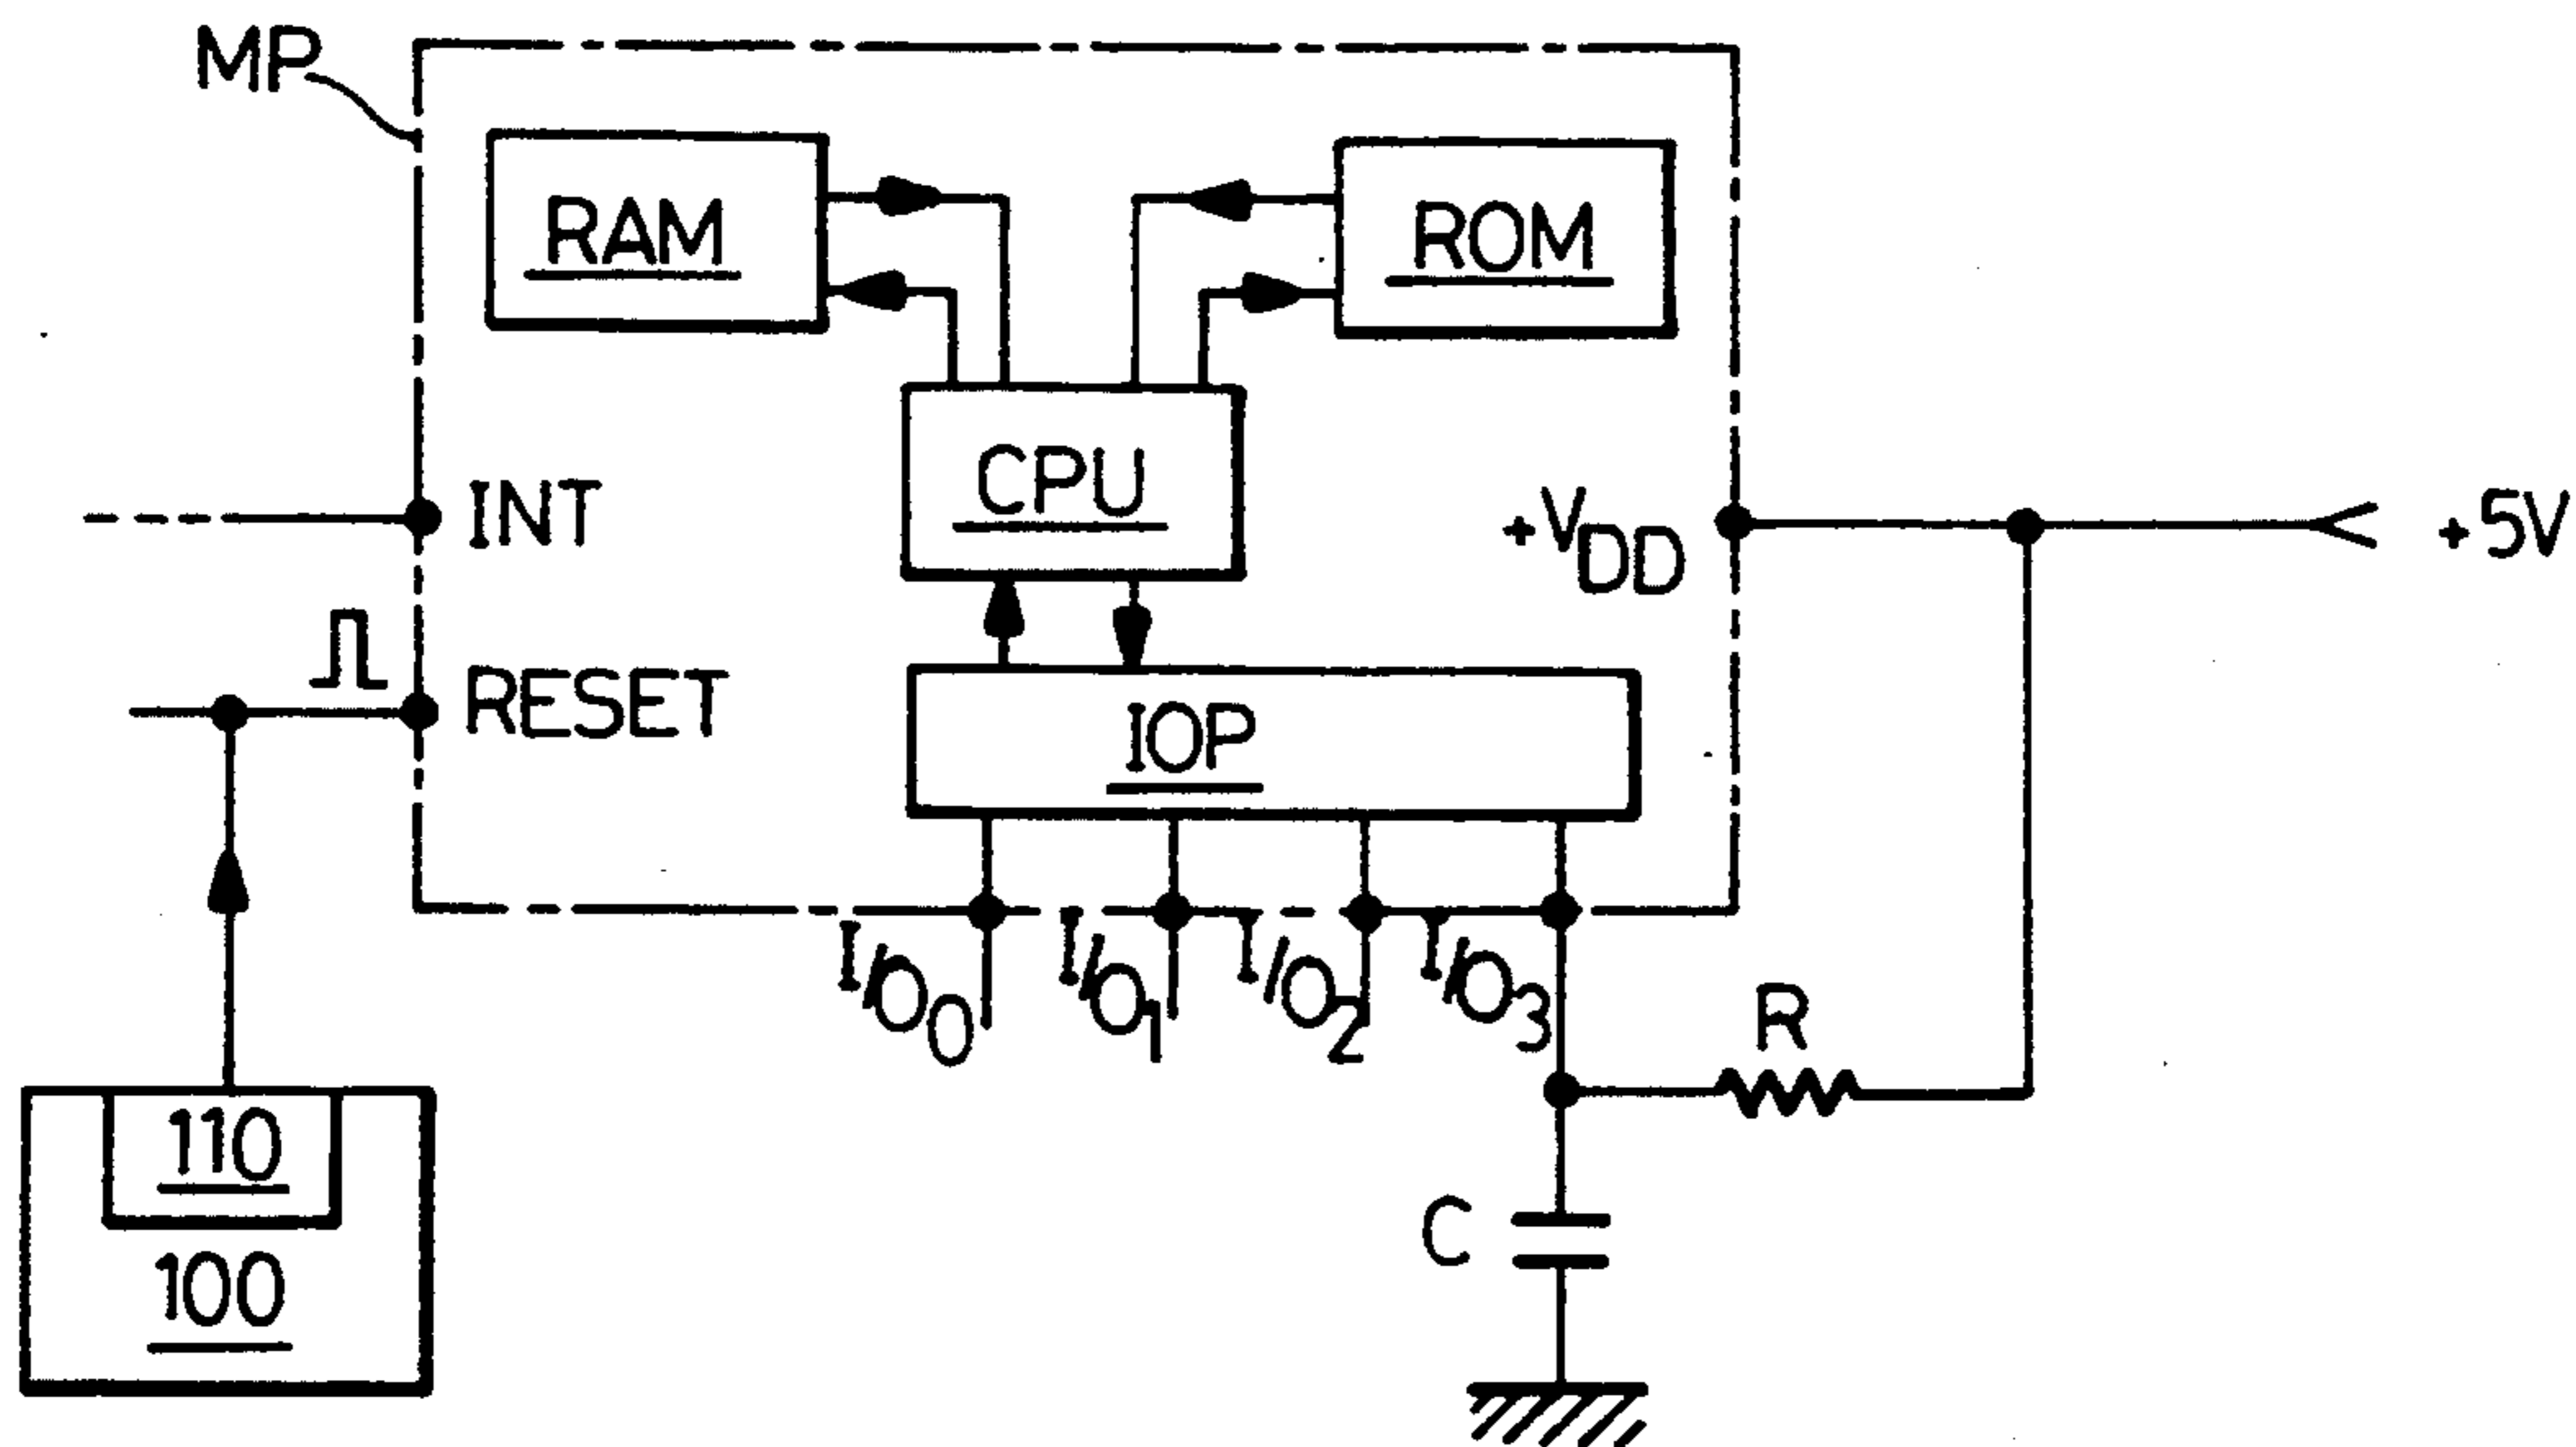 MP
RAM
ROM
CPU
INT
+VDD
+5V
RESET
IOP
I/O0
I/O1
I/O2
I/O3
R
110
C
100